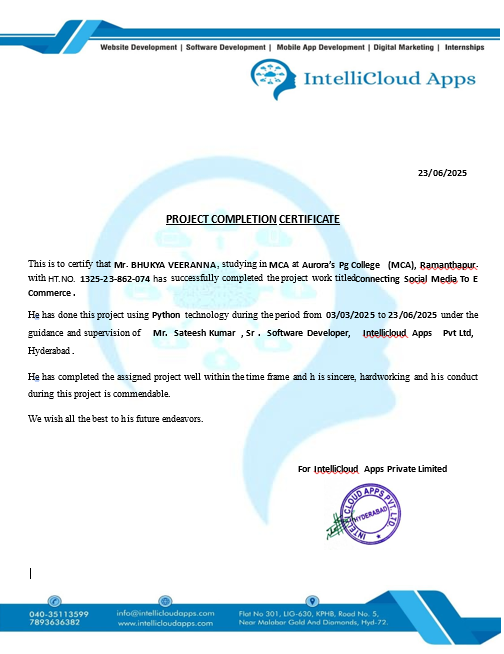 Website Development | Software Development | Mobile App Development | Digital Marketing | Internships
IntelliCloud Apps
23/06/2025
PROJECT COMPLETION CERTIFICATE
This is to certify that Mr. BHUKYA VEERANNA, studying in MCA at Aurora's Pg College (MCA), Ramanthapur.
with HT.NO. 1325-23-862-074 has successfully completed the project work titledConnecting Social Media To E
Commerce .
He has done this project using Python technology during the period from 03/03/2025 to 23/06/2025 under the
guidance and supervision of Mr. Sateesh Kumar , Sr . Software Developer, Intellicloud Apps Pvt Ltd,
Hyderabad .
He has completed the assigned project well within the time frame and h is sincere, hardworking and his conduct
during this project is commendable.
We wish all the best to his future endeavors.
For IntelliCloud Apps Private Limited
CLOUD APPS PVT. LTD
HYDERABAD
040-35113599
7893636382
info@intellicloudapps.com
www.intellicloudapps.com
Flat No 301, LIG-630, KPHB, Road No. 5,
Near Malabar Gold And Diamonds, Hyd-72.